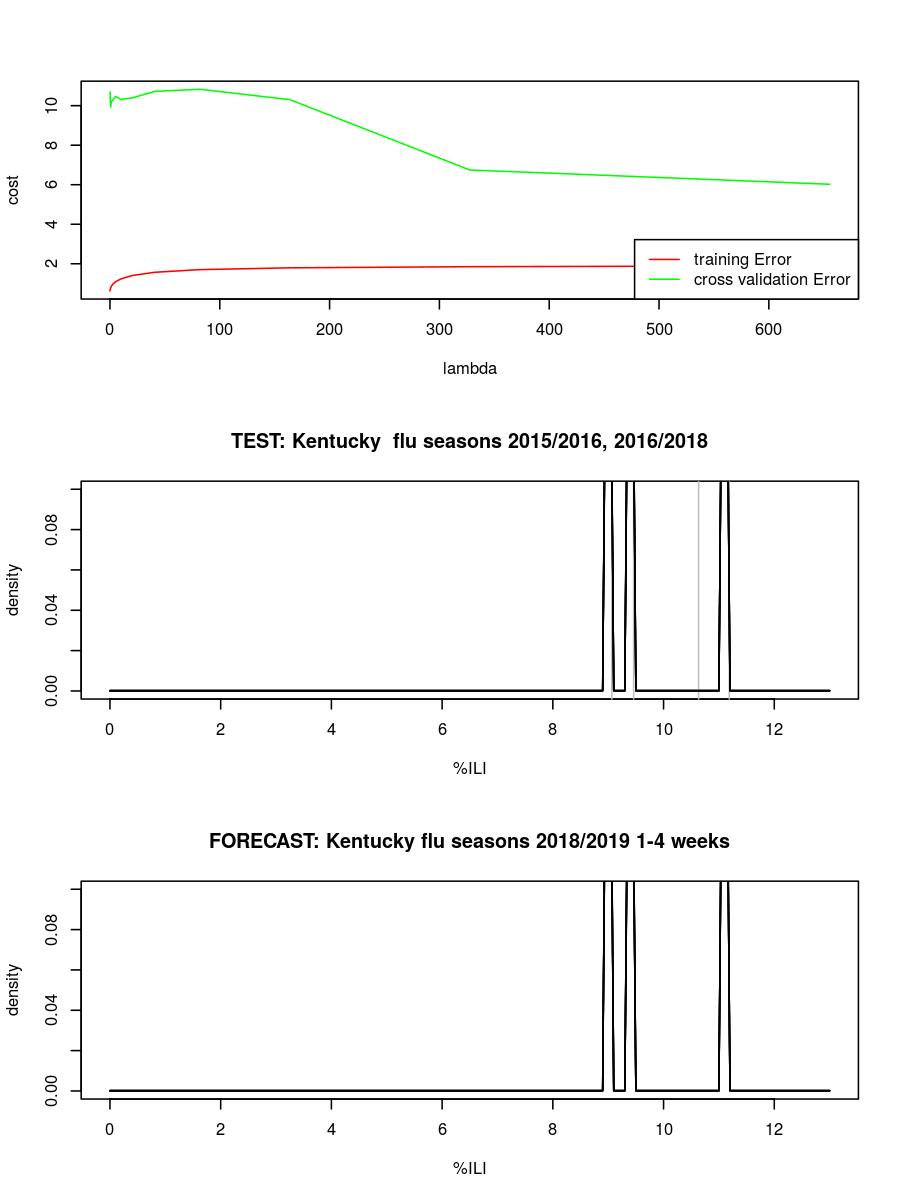 10
8
6
4
2
cost
training Error
cross validation Error
0 100 200 300 400 500 600
lambda
TEST: Kentucky  flu seasons 2015/2016, 2016/2018
0.08
0.04
0.00
density
0 2 4 6 8 10 12
%ILI
FORECAST: Kentucky flu seasons 2018/2019 1-4 weeks
0.08
0.04
0.00
density
0 2 4 6 8 10 12
%ILI